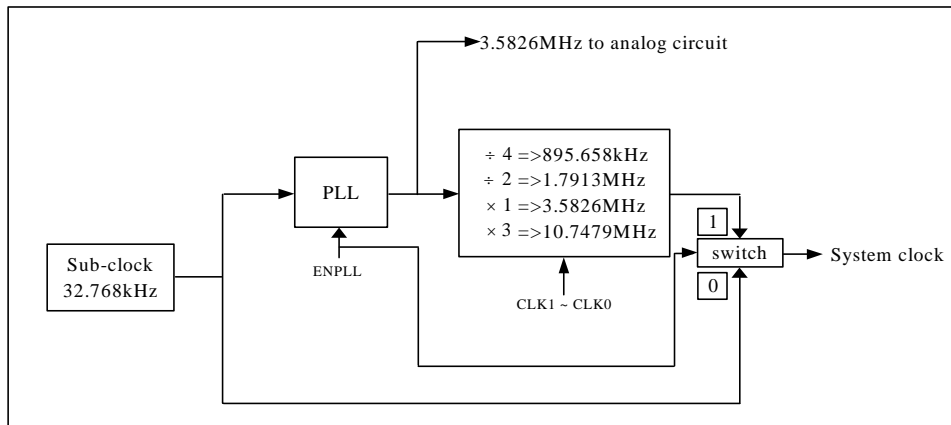 3.5826MHz to analog circuit
÷ 4 =>895.658kHz
÷ 2 =>1.7913MHz
× 1 =>3.5826MHz
× 3 =>10.7479MHz
PLL
1
switch
System clock
0
Sub-clock
32.768kHz
ENPLL
CLK1 ~ CLK0